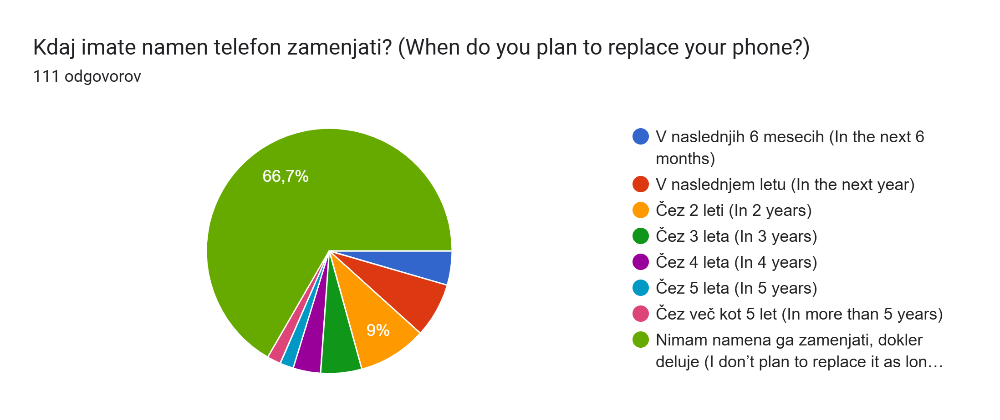 Kdaj imate namen telefon zamenjati? (When do you plan to replace your phone?)
111 odgovorov
66,7%
9%
V naslednjih 6 mesecih (In the next 6
months)
V naslednjem letu (In the next year)
Čez 2 leti (In 2 years)
Čez 3 leta (In 3 years)
Čez 4 leta (In 4 years)
Čez 5 leta (In 5 years)
Čez več kot 5 let (In more than 5 years)
Nimam namena ga zamenjati, dokler
deluje (I don’t plan to replace it as lon…